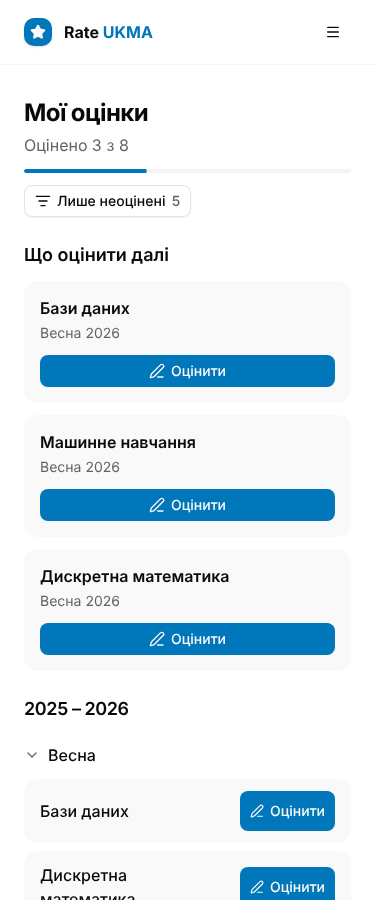 Rate UKMA
Мої оцінки
Оцінено 3 з 8
Лише неоцінені 5
Що оцінити далі
Бази даних
Весна 2026
Оцінити
Машинне навчання
Весна 2026
Оцінити
Дискретна математика
Весна 2026
Оцінити
2025 – 2026
Весна
Бази даних
Оцінити
Дискретна
математика
Оцінити